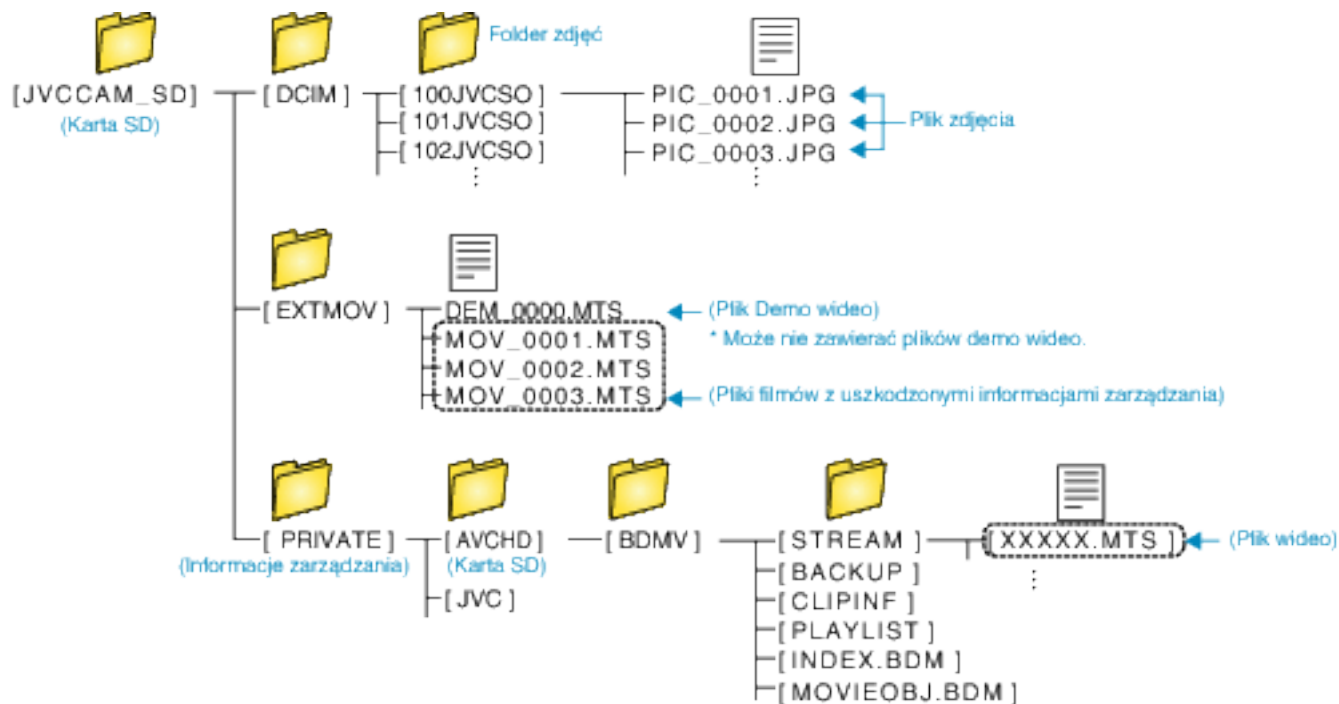 Folder zdjęć
[JVCCAM_SD]
(Karta SD)
[DCIM]
[100JVCSO]
[101JVCSO]
[102JVCSO]
PIC_0001.JPG
PIC_0002.JPG
PIC_0003.JPG
Plik zdjęcia
[EXTMOV]
DEM_0000.MTS
(Plik Demo wideo)
MOV_0001.MTS
* Może nie zawierać plików demo wideo.
MOV_0002.MTS
MOV_0003.MTS
(Pliki filmów z uszkodzonymi informacjami zarządzania)
[PRIVATE]
(Informacje zarządzania)
[AVCHD]
(Karta SD)
[JVC]
[BDMV]
[STREAM]
[BACKUP]
[CLIPINF]
[PLAYLIST]
[INDEX.BDM]
[MOVIEOBJ.BDM]
[XXXXX.MTS]
(Plik wideo)